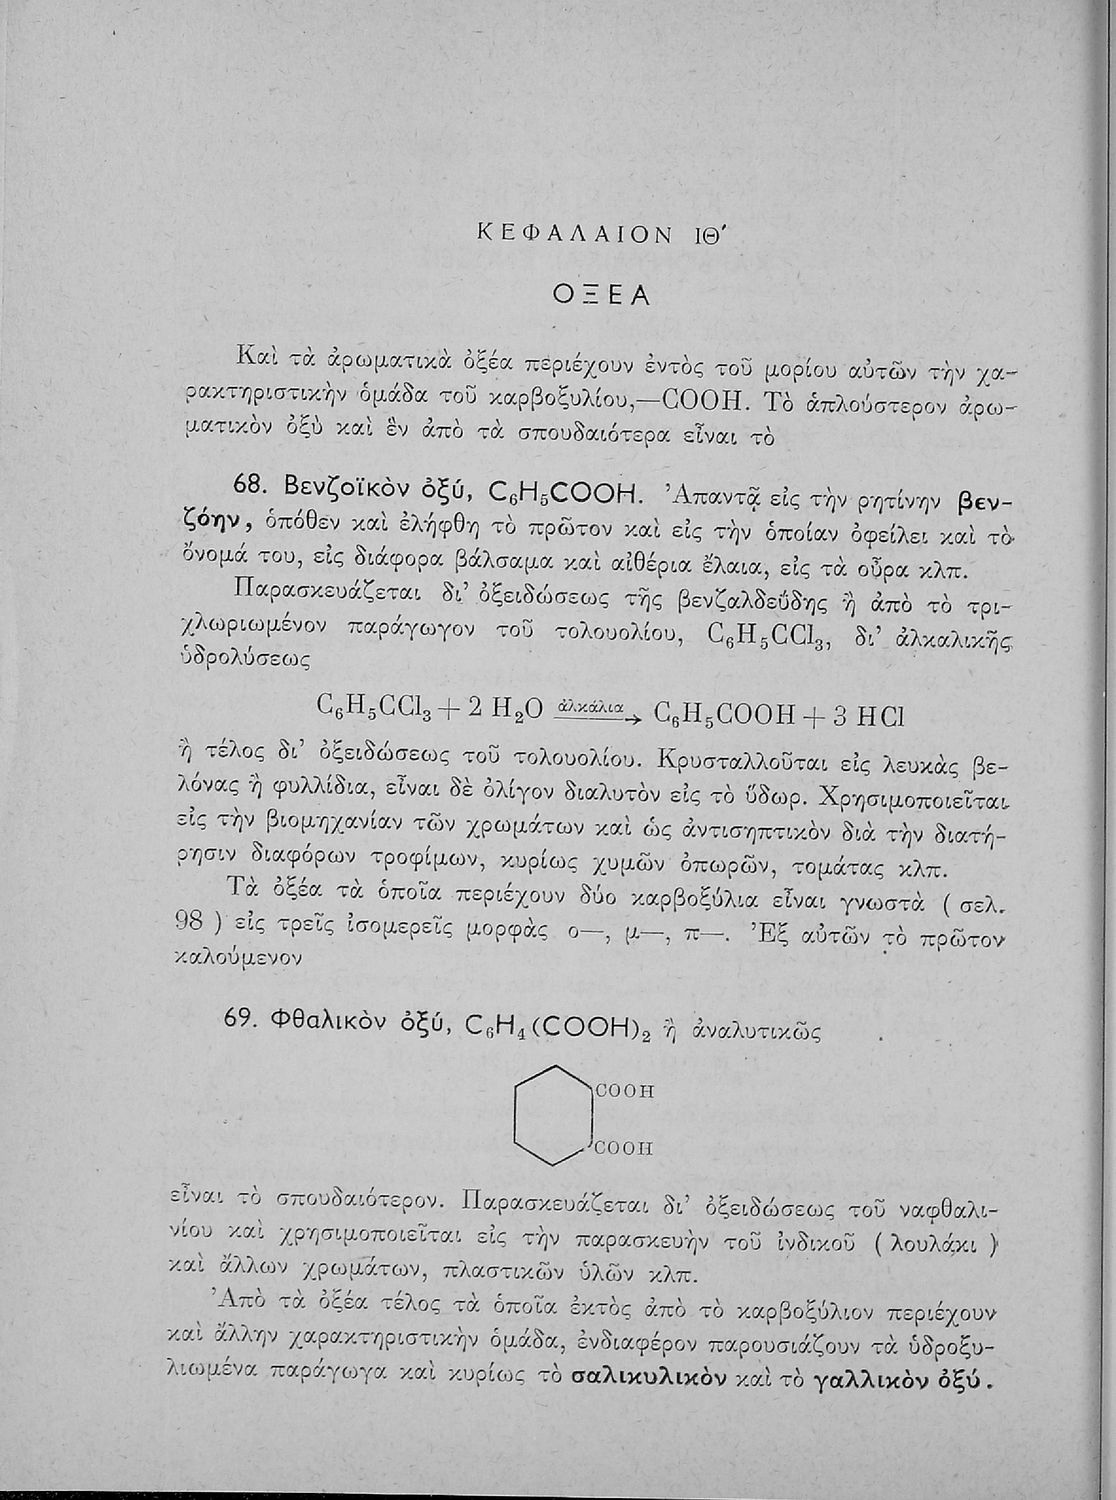 ΚΕΦΑΛΑΙΟΝ ΙΘ′
ΟΞΕΑ
Καὶ τὰ ἀρωματικὰ ὀξέα περιέχουν ἐντὸς τοῦ μορίου αὐτῶν τὴν χα-
ρακτηριστικὴν ὁμάδα τοῦ καρβοξυλίου,—COOH. Τὸ ἁπλούστερον ἀρω-
ματικὸν ὀξὺ καὶ ἓν ἀπὸ τὰ σπουδαιότερα εἶναι τὸ
68. Βενζοϊκὸν ὀξύ, C₆H₅COOH. Ἀπαντᾷ εἰς τὴν ρητίνην βεν-
ζόην, ὁπόθεν καὶ ἐλήφθη τὸ πρῶτον καὶ εἰς τὴν ὁποίαν ὀφείλει καὶ τὸ
ὄνομά του, εἰς διάφορα βάλσαμα καὶ αἰθέρια ἔλαια, εἰς τὰ οὖρα κλπ.
Παρασκευάζεται δι’ ὀξειδώσεως τῆς βενζαλδεΰδης ἢ ἀπὸ τὸ τρι-
χλωριωμένον παράγωγον τοῦ τολουολίου, C₆H₅CCl₃, δι’ ἀλκαλικῆς
ὑδρολύσεως
C₆H₅CCl₃ + 2 H₂O ἀλκάλια → C₆H₅COOH + 3 HCl
ἢ τέλος δι’ ὀξειδώσεως τοῦ τολουολίου. Κρυσταλλοῦται εἰς λευκὰς βε-
λόνας ἢ φυλλίδια, εἶναι δὲ ὀλίγον διαλυτὸν εἰς τὸ ὕδωρ. Χρησιμοποιεῖται
εἰς τὴν βιομηχανίαν τῶν χρωμάτων καὶ ὡς ἀντισηπτικὸν διὰ τὴν διατή-
ρησιν διαφόρων τροφίμων, κυρίως χυμῶν ὀπωρῶν, τομάτας κλπ.
Τὰ ὀξέα τὰ ὁποῖα περιέχουν δύο καρβοξύλια εἶναι γνωστὰ ( σελ.
98 ) εἰς τρεῖς ἰσομερεῖς μορφὰς ο—, μ—, π—. Ἐξ αὐτῶν τὸ πρῶτον
καλούμενον
69. Φθαλικὸν ὀξύ, C₆H₄(COOH)₂ ἢ ἀναλυτικῶς
COOH
COOH
εἶναι τὸ σπουδαιότερον. Παρασκευάζεται δι’ ὀξειδώσεως τοῦ ναφθαλι-
νίου καὶ χρησιμοποιεῖται εἰς τὴν παρασκευὴν τοῦ ἰνδικοῦ ( λουλάκι )
καὶ ἄλλων χρωμάτων, πλαστικῶν ὑλῶν κλπ.
Ἀπὸ τὰ ὀξέα τέλος τὰ ὁποῖα ἐκτὸς ἀπὸ τὸ καρβοξύλιον περιέχουν
καὶ ἄλλην χαρακτηριστικὴν ὁμάδα, ἐνδιαφέρον παρουσιάζουν τὰ ὑδροξυ-
λιωμένα παράγωγα καὶ κυρίως τὸ σαλικυλικὸν καὶ τὸ γαλλικὸν ὀξύ.